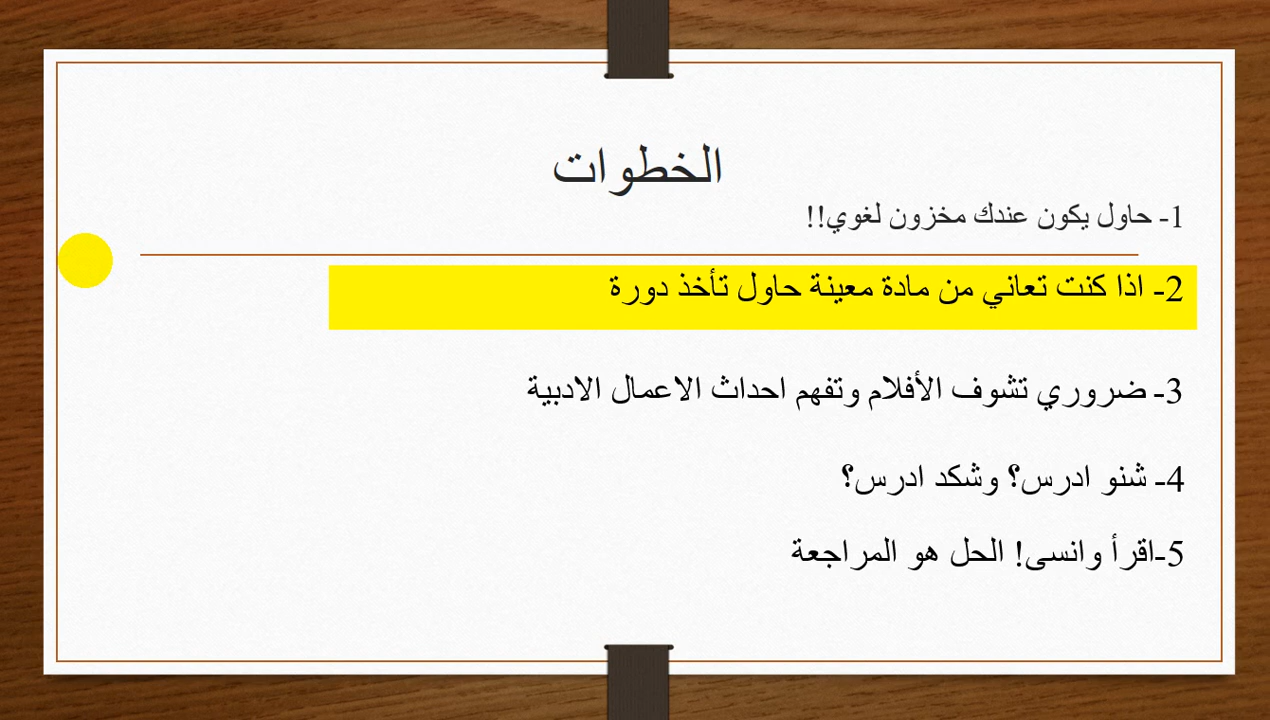 الخطوات
1- حاول يكون عندك مخزون لغوي!!
2- اذا كنت تعاني من مادة معينة حاول تأخذ دورة
3- ضروري تشوف الأفلام وتفهم احداث الاعمال الادبية
4- شنو ادرس؟ وشكد ادرس؟
5-اقرأ وانسى! الحل هو المراجعة